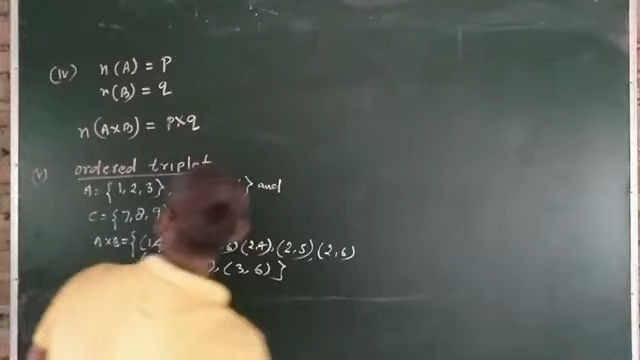 (iv) n(A) = p
n(B) = q
n(A×B) = p×q
(v) ordered triplet
A = {1, 2, 3}, } and
C = {7, 8, 9
A×B = {(1,4 6) (2,4), (2,5) (2,6)
), (3,6)}